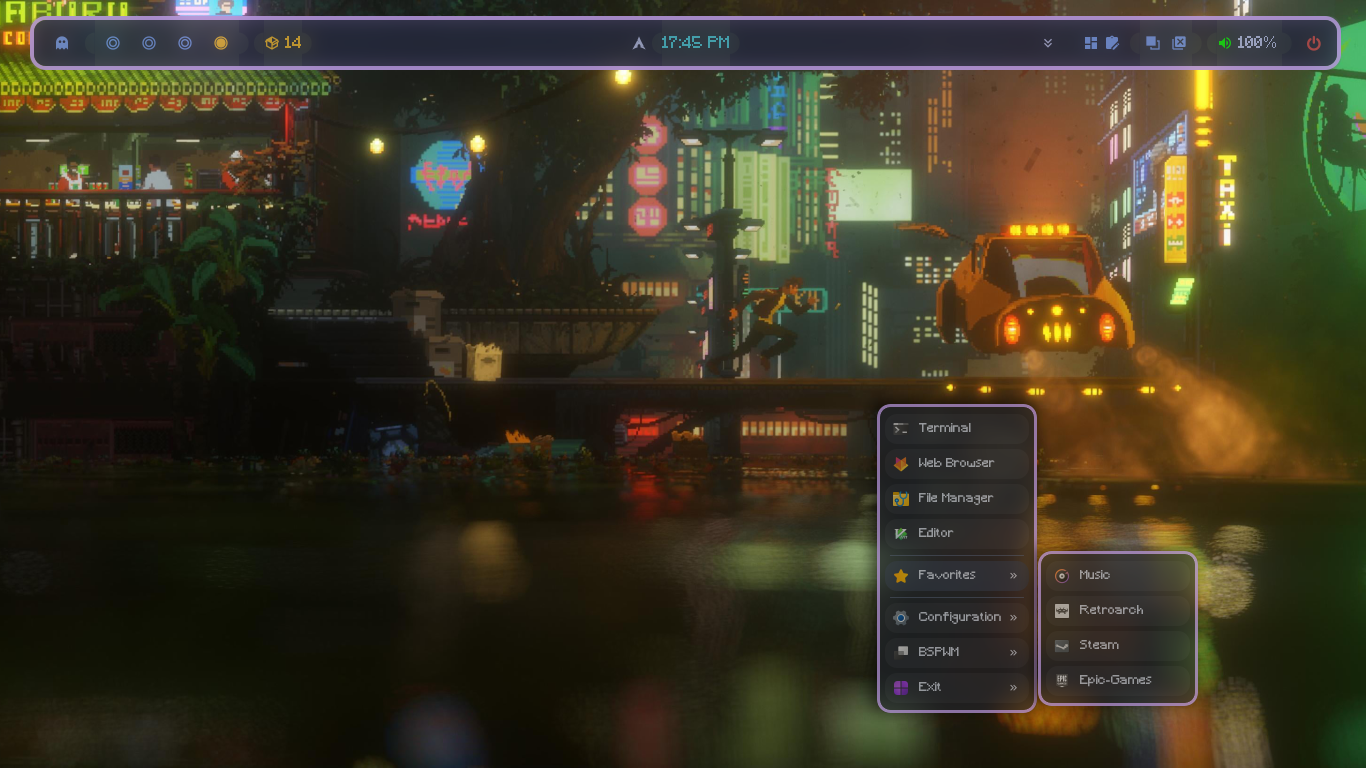 14
17:45 PM
100%
TAXi
Terminal
Web Browser
File Manager
Editor
Favorites »
Configuration »
BSPWM »
Exit »
Music
Retroarch
Steam
Epic-Games